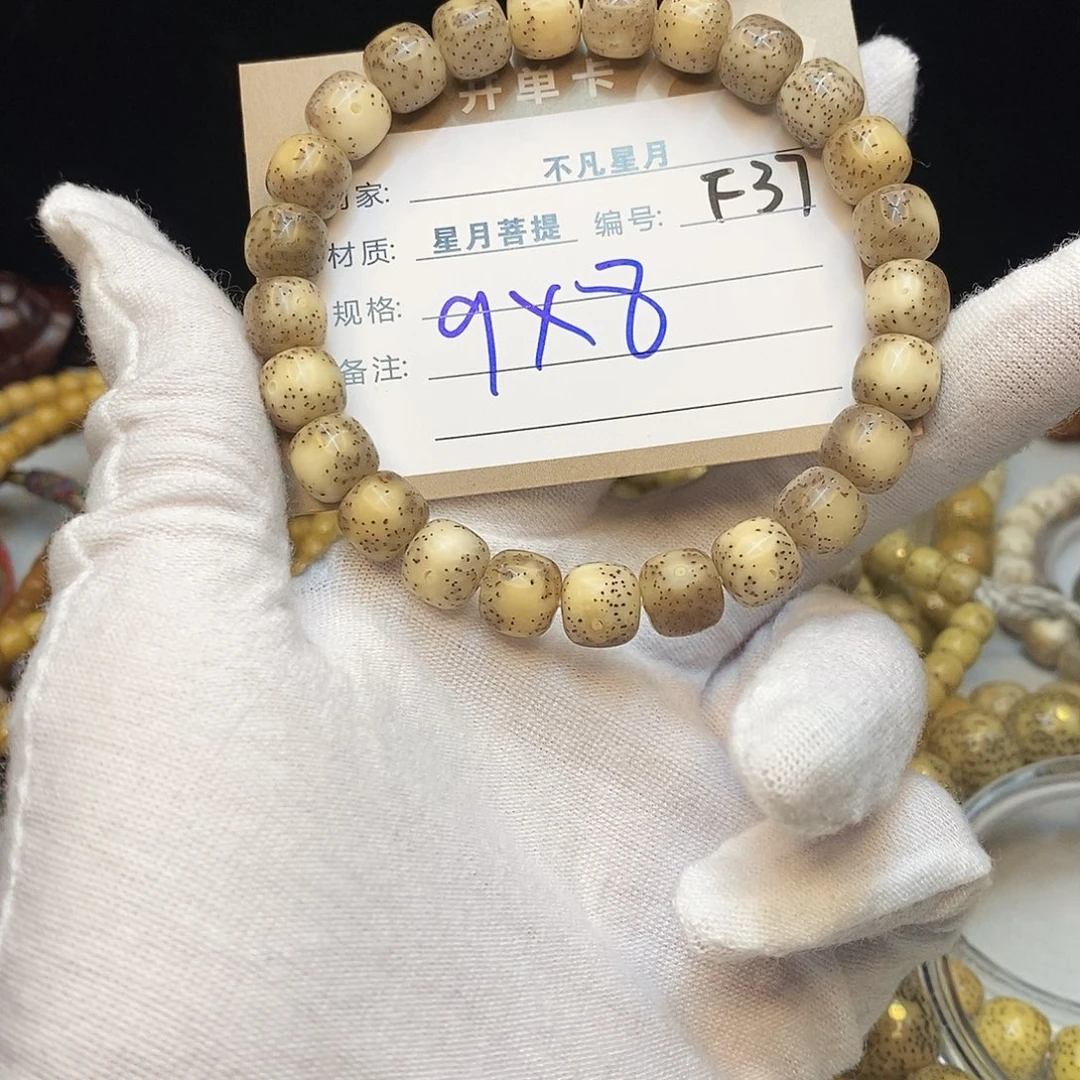 开单卡
家: 不凡星月
材质: 星月菩提 编号: F37
规格: 9X8
备注: